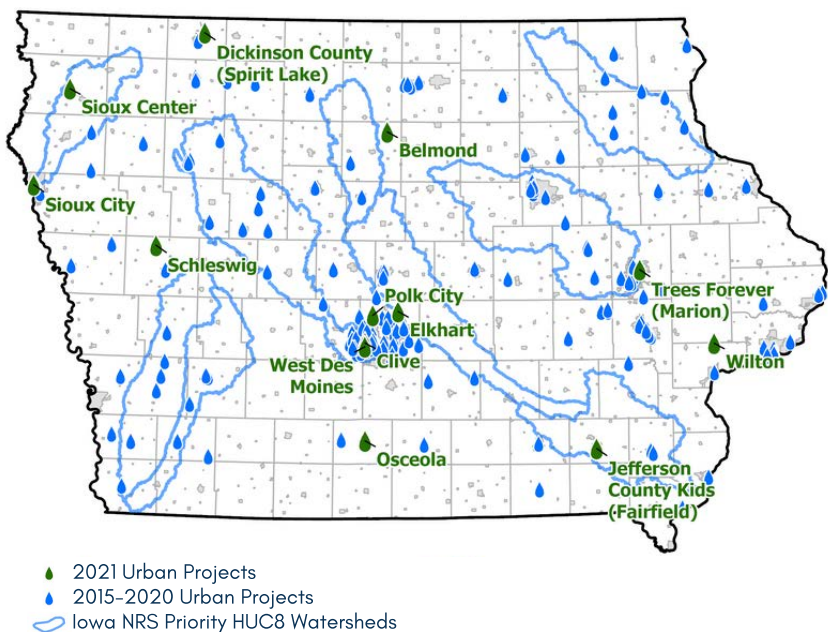 Dickinson County
(Spirit Lake)
Sioux Center
Belmond
Sioux City
Schleswig
Trees Forever
(Marion)
Polk City
Elkhart
West Des
Moines
Clive
Wilton
Osceola
Jefferson
County Kids
(Fairfield)
2021 Urban Projects
2015-2020 Urban Projects
Iowa NRS Priority HUC8 Watersheds